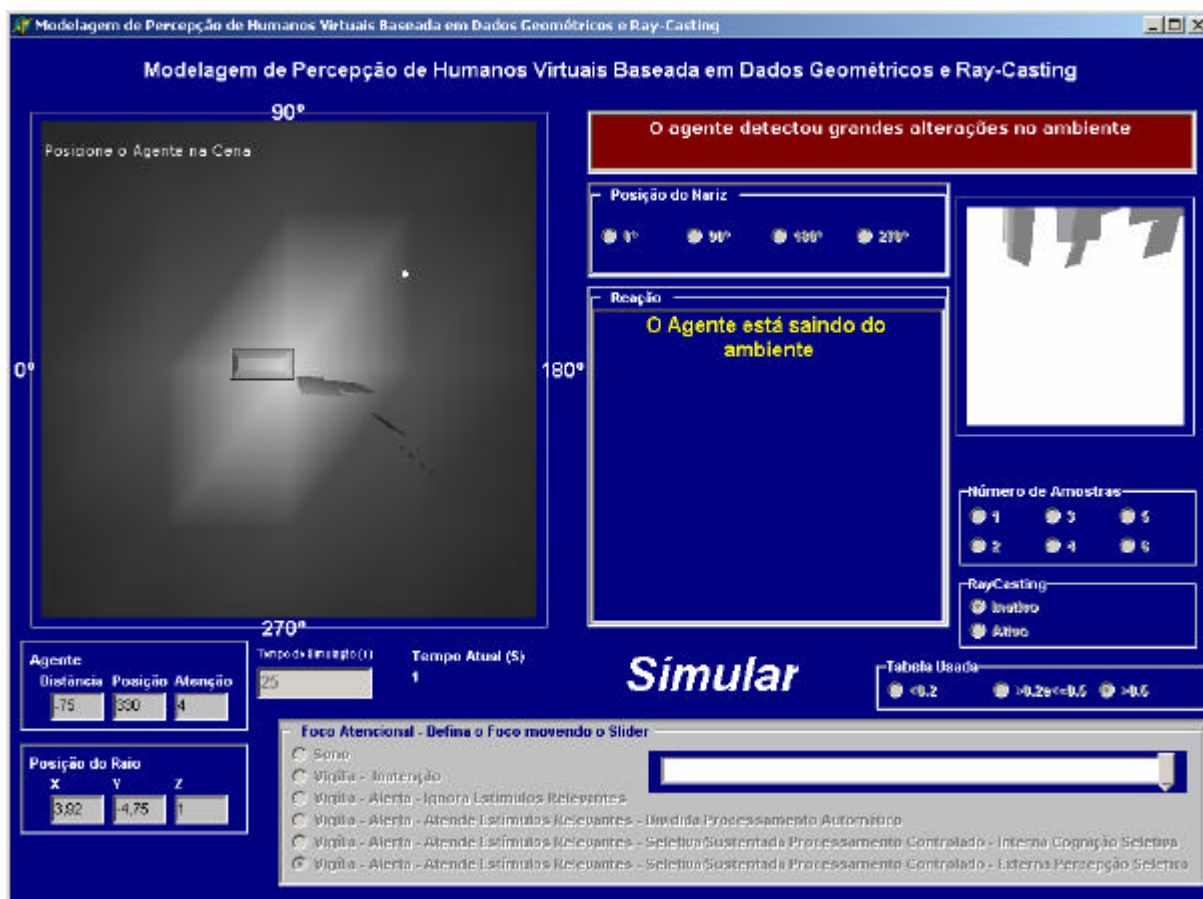 Modelagem de Percepção de Humanos Virtuais Baseada em Dados Geométricos e Ray-Casting
Modelagem de Percepção de Humanos Virtuais Baseada em Dados Geométricos e Ray-Casting
90º
Posicione o Agente na Cena
0º
180º
270º
O agente detectou grandes alterações no ambiente
Posição do Nariz
0º 90º 180º 270º
Reação
O Agente está saindo do
ambiente
Número de Amostras
1 3 5
2 4 6
RayCasting
Inativo
Ativo
Agente
Distância Posição Atenção
-75 330 4
Tempo de Simulação (s)
25
Tempo Atual (S)
1
Simular
Tabela Usada
<0.2 >0.2e<=0.5 >0.5
Posição do Raio
X Y Z
3,92 -4,75 1
Foco Atencional - Defina o Foco movendo o Slider
Sono
Vigília - Inatenção
Vigília - Alerta - Ignora Estímulos Relevantes
Vigília - Alerta - Atende Estímulos Relevantes - Dividida Processamento Automático
Vigília - Alerta - Atende Estímulos Relevantes - Seletiva/Sustentada Processamento Controlado - Interna Cognição Seletiva
Vigília - Alerta - Atende Estímulos Relevantes - Seletiva/Sustentada Processamento Controlado - Externa Percepção Seletiva